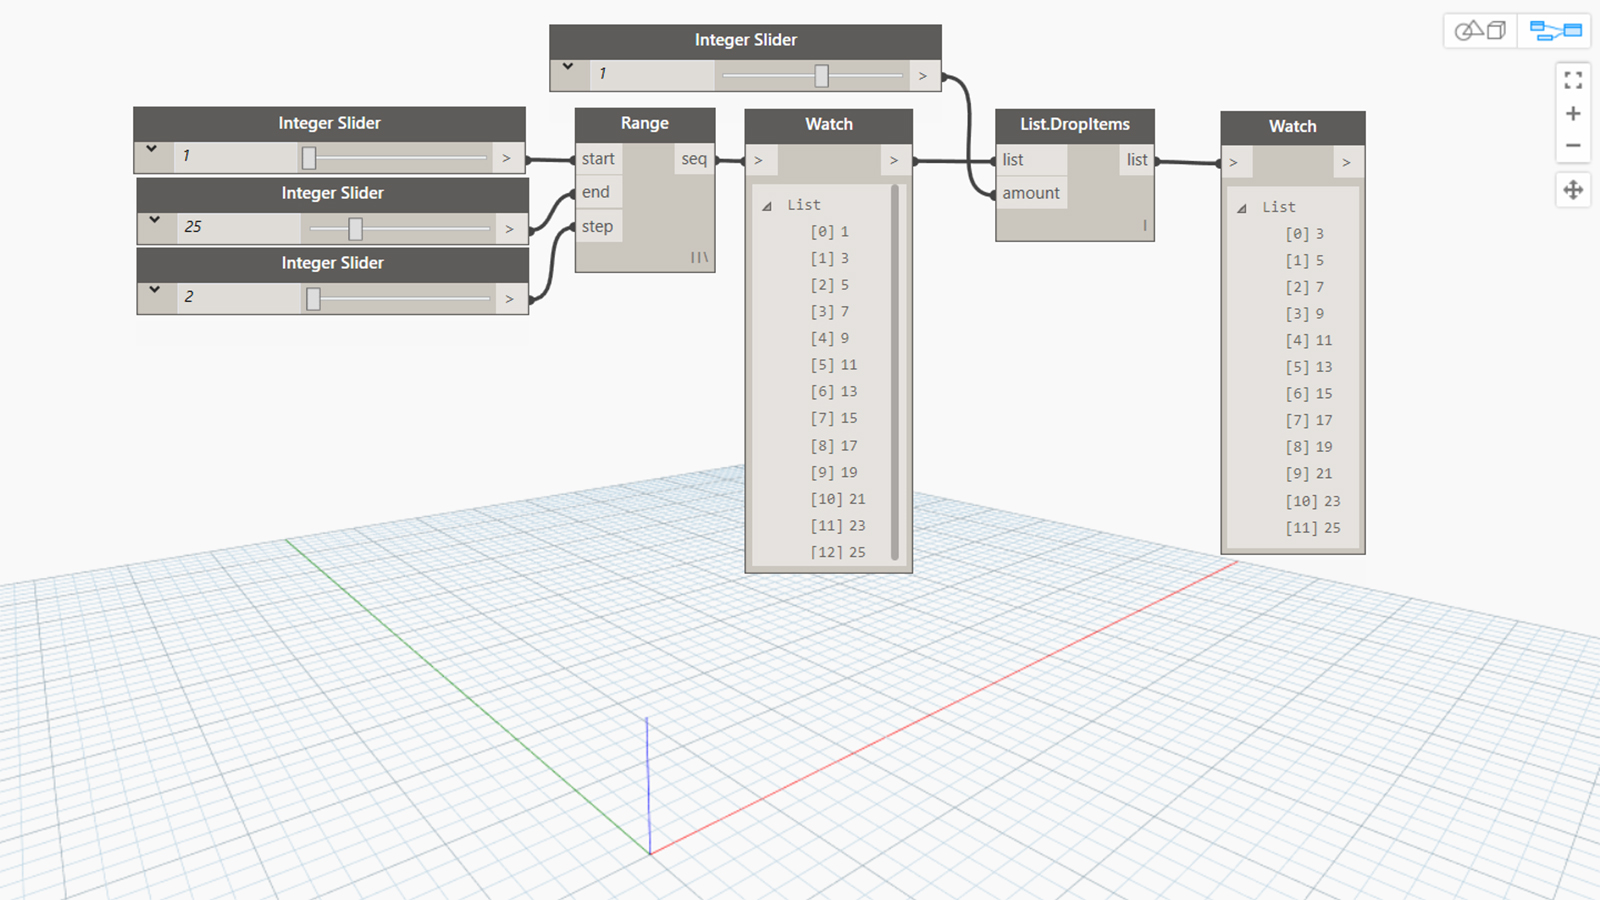 Integer Slider
1 >
Integer Slider
1 >
Integer Slider
25 >
Integer Slider
2 >
Range
start seq
end
step
Watch
> >
List
[0] 1
[1] 3
[2] 5
[3] 7
[4] 9
[5] 11
[6] 13
[7] 15
[8] 17
[9] 19
[10] 21
[11] 23
[12] 25
List.DropItems
list list
amount
Watch
> >
List
[0] 3
[1] 5
[2] 7
[3] 9
[4] 11
[5] 13
[6] 15
[7] 17
[8] 19
[9] 21
[10] 23
[11] 25